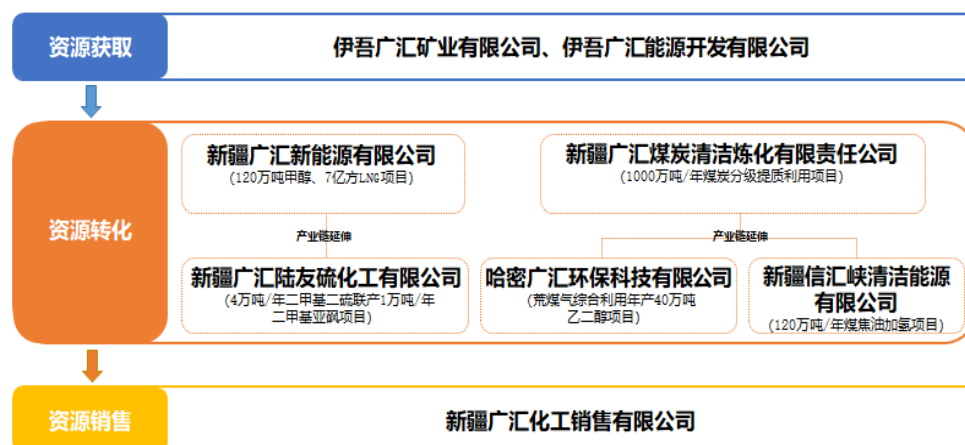 资源获取
伊吾广汇矿业有限公司、伊吾广汇能源开发有限公司
资源转化
新疆广汇新能源有限公司
(120万吨甲醇、7亿方LNG项目)
新疆广汇煤炭清洁炼化有限责任公司
(1000万吨/年煤炭分级提质利用项目)
产业链延伸
产业链延伸
新疆广汇陆友硫化工有限公司
(4万吨/年二甲基二硫联产1万吨/年
二甲基亚砜项目)
哈密广汇环保科技有限公司
(荒煤气综合利用年产40万吨
乙二醇项目)
新疆信汇峡清洁能源
有限公司
(120万吨/年煤焦油加氢项目)
资源销售
新疆广汇化工销售有限公司